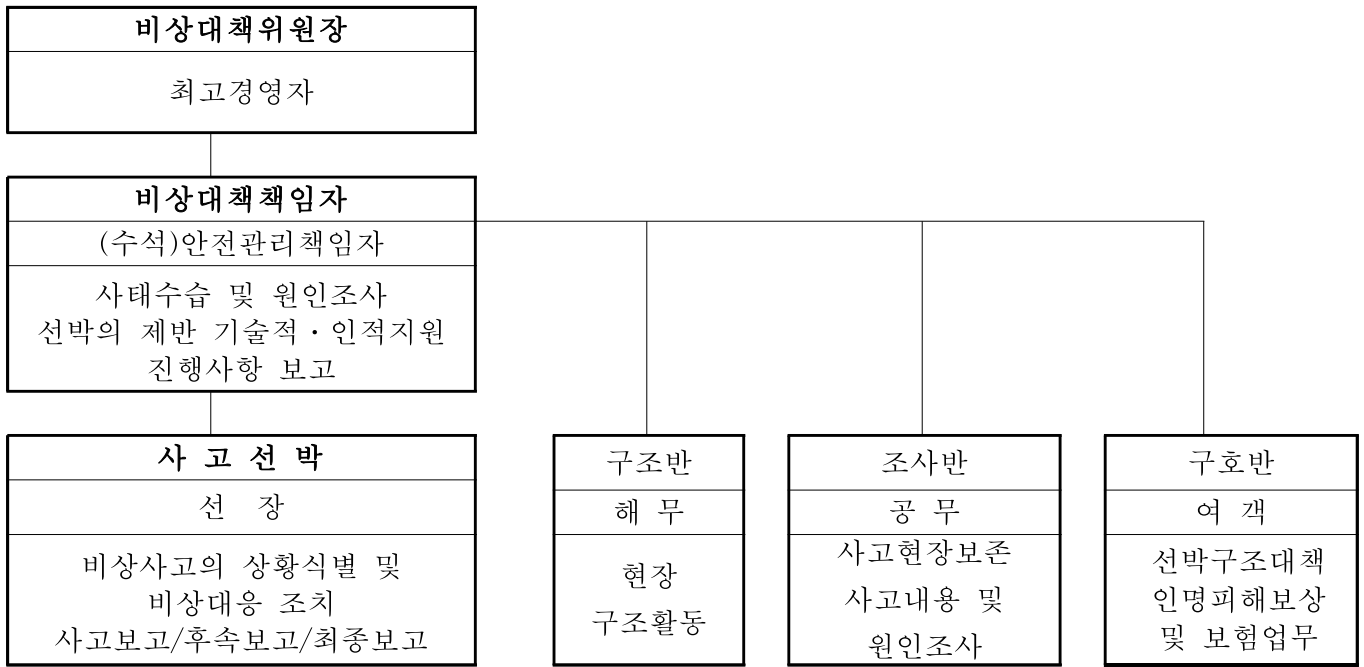 비상대책위원장
최고경영자
비상대책책임자
(수석)안전관리책임자
사태수습 및 원인조사
선박의 제반 기술적·인적지원
진행사항 보고
사 고 선 박
선 장
비상사고의 상황식별 및
비상대응 조치
사고보고/후속보고/최종보고
구조반
해 무
현장
구조활동
조사반
공 무
사고현장보존
사고내용 및
원인조사
구호반
여 객
선박구조대책
인명피해보상
및 보험업무